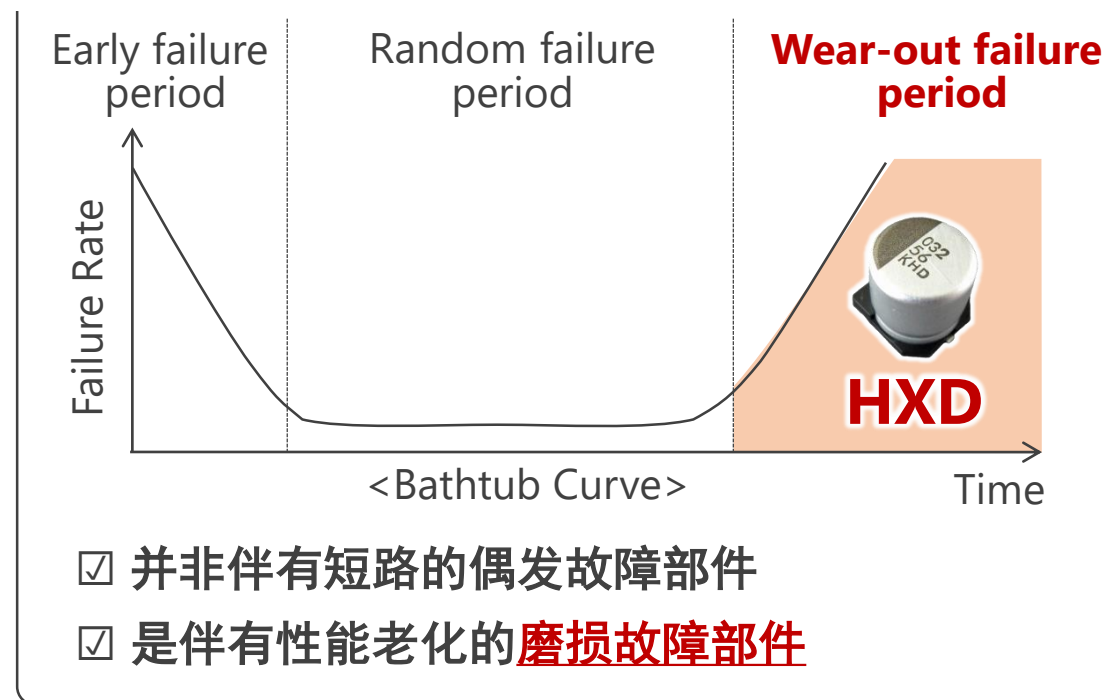 Early failure
period
Random failure
period
Wear-out failure
period
Failure Rate
032
56
KHD
HXD
<Bathtub Curve>
Time
☑ 并非伴有短路的偶发故障部件
☑ 是伴有性能老化的磨损故障部件